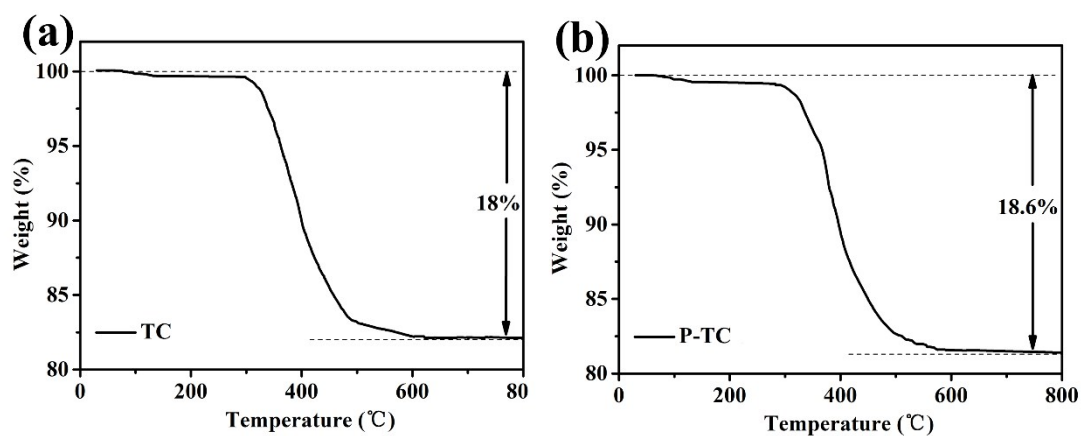 (a)
100
95
90
85
80
Weight (%)
18%
TC
0 200 400 600 80
Temperature (℃)
(b)
100
95
90
85
80
Weight (%)
18.6%
P-TC
0 200 400 600 800
Temperature (℃)